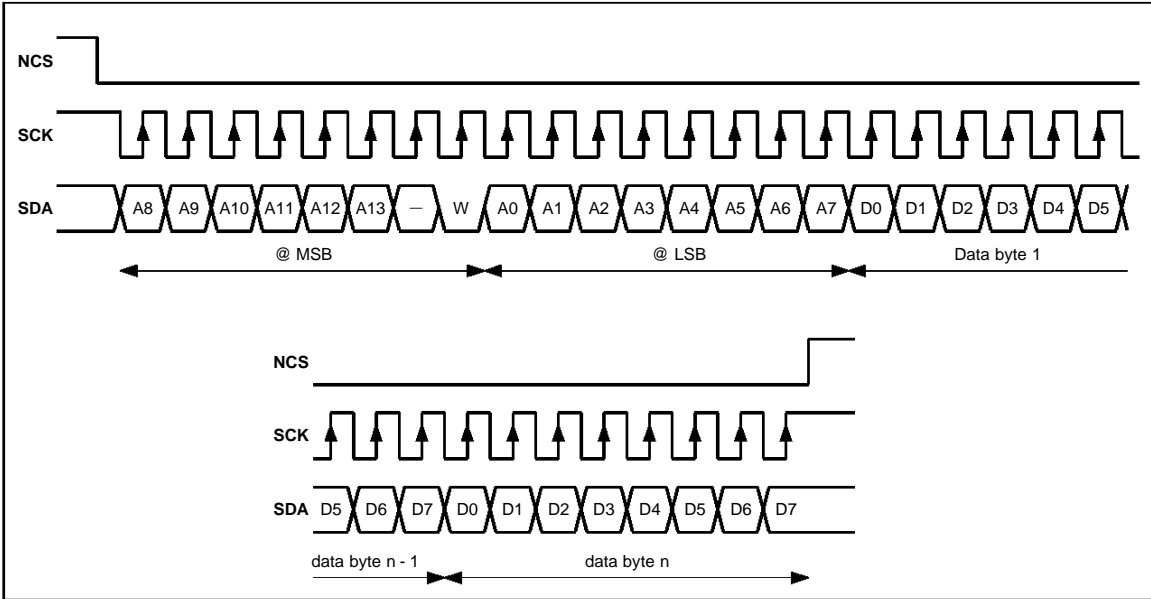 NCS
SCK
SDA A8 A9 A10 A11 A12 A13 — W A0 A1 A2 A3 A4 A5 A6 A7 D0 D1 D2 D3 D4 D5
@ MSB @ LSB Data byte 1
NCS
SCK
SDA D5 D6 D7 D0 D1 D2 D3 D4 D5 D6 D7
data byte n - 1 data byte n